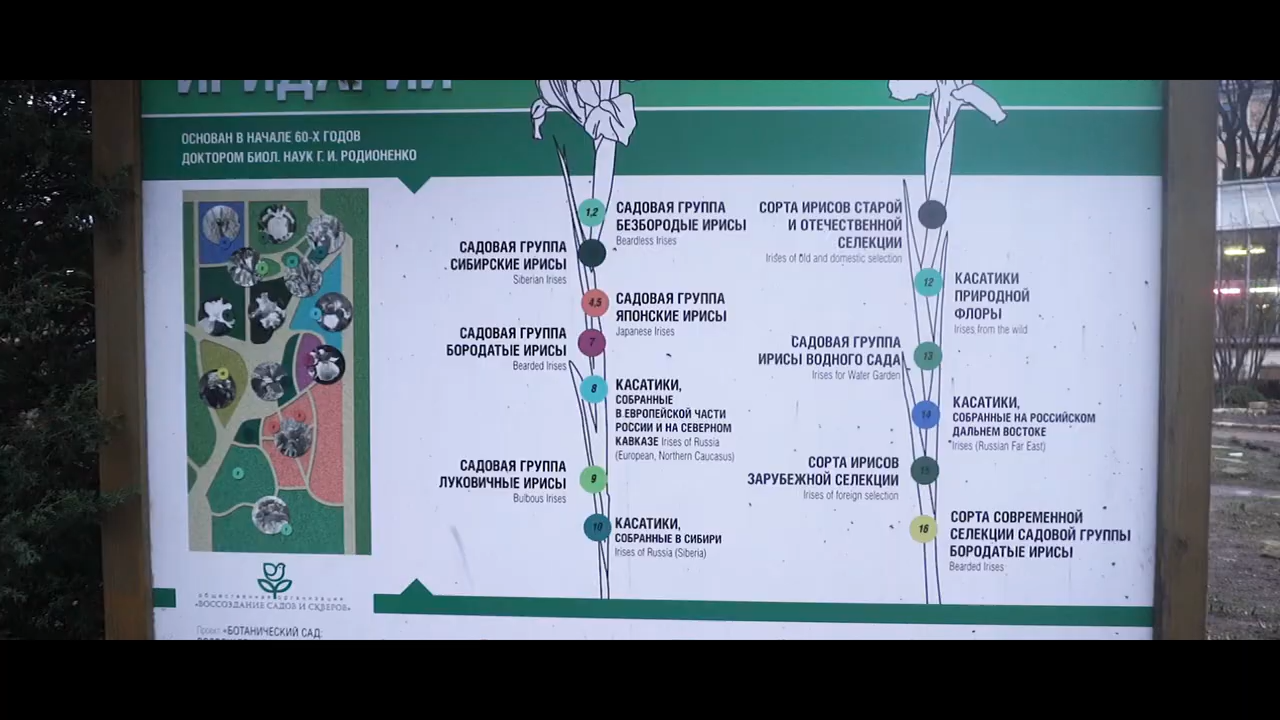 ОСНОВАН В НАЧАЛЕ 60-Х ГОДОВ
ДОКТОРОМ БИОЛ. НАУК Г. И. РОДИОНЕНКО
1,2
САДОВАЯ ГРУППА
БЕЗБОРОДЫЕ ИРИСЫ
Beardless Irises
САДОВАЯ ГРУППА
СИБИРСКИЕ ИРИСЫ
Siberian Irises
4,5
САДОВАЯ ГРУППА
ЯПОНСКИЕ ИРИСЫ
Japanese Irises
САДОВАЯ ГРУППА
БОРОДАТЫЕ ИРИСЫ
Bearded Irises
7
8
КАСАТИКИ,
СОБРАННЫЕ
В ЕВРОПЕЙСКОЙ ЧАСТИ
РОССИИ И НА СЕВЕРНОМ
КАВКАЗЕ Irises of Russia
(European, Northern Caucasus)
САДОВАЯ ГРУППА
ЛУКОВИЧНЫЕ ИРИСЫ
Bulbous Irises
9
10
КАСАТИКИ,
СОБРАННЫЕ В СИБИРИ
Irises of Russia (Siberia)
СОРТА ИРИСОВ СТАРОЙ
И ОТЕЧЕСТВЕННОЙ
СЕЛЕКЦИИ
Irises of old and domestic selection
12
КАСАТИКИ
ПРИРОДНОЙ
ФЛОРЫ
Irises from the wild
САДОВАЯ ГРУППА
ИРИСЫ ВОДНОГО САДА
Irises for Water Garden
13
14
КАСАТИКИ,
СОБРАННЫЕ НА РОССИЙСКОМ
ДАЛЬНЕМ ВОСТОКЕ
Irises (Russian Far East)
СОРТА ИРИСОВ
ЗАРУБЕЖНОЙ СЕЛЕКЦИИ
Irises of foreign selection
15
16
СОРТА СОВРЕМЕННОЙ
СЕЛЕКЦИИ САДОВОЙ ГРУППЫ
БОРОДАТЫЕ ИРИСЫ
Bearded Irises
общественная организация
«ВОССОЗДАНИЕ САДОВ И СКВЕРОВ»
Проект «БОТАНИЧЕСКИЙ САД: